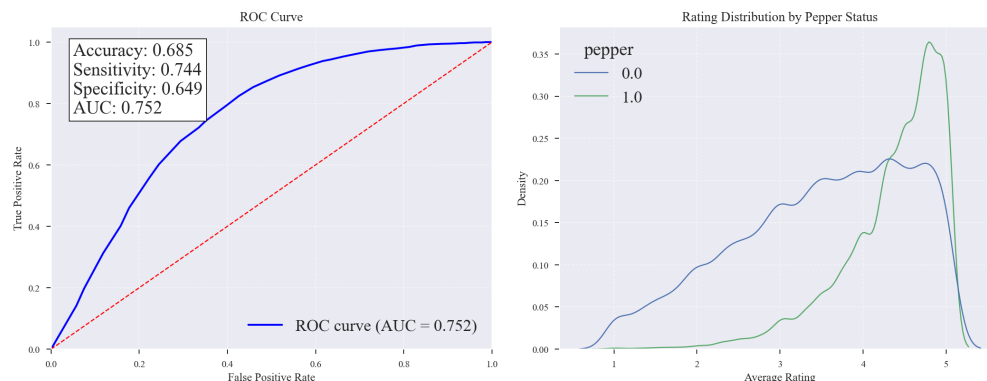 ROC Curve
Accuracy: 0.685
Sensitivity: 0.744
Specificity: 0.649
AUC: 0.752
1.0
0.8
0.6
0.4
0.2
0.0
True Positive Rate
ROC curve (AUC = 0.752)
0.0 0.2 0.4 0.6 0.8 1.0
False Positive Rate
Rating Distribution by Pepper Status
pepper
0.0
1.0
0.35
0.30
0.25
0.20
0.15
0.10
0.05
0.00
Density
1 2 3 4 5
Average Rating